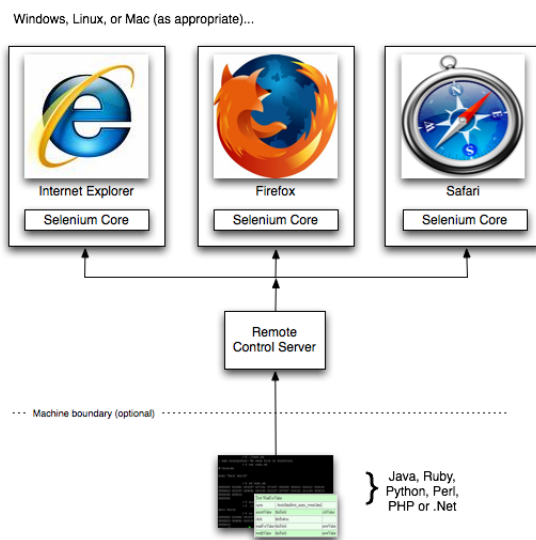 Windows, Linux, or Mac (as appropriate)...
Internet Explorer
Firefox
Safari
Selenium Core
Selenium Core
Selenium Core
Remote
Control Server
Machine boundary (optional)
Java, Ruby,
Python, Perl,
PHP or .Net